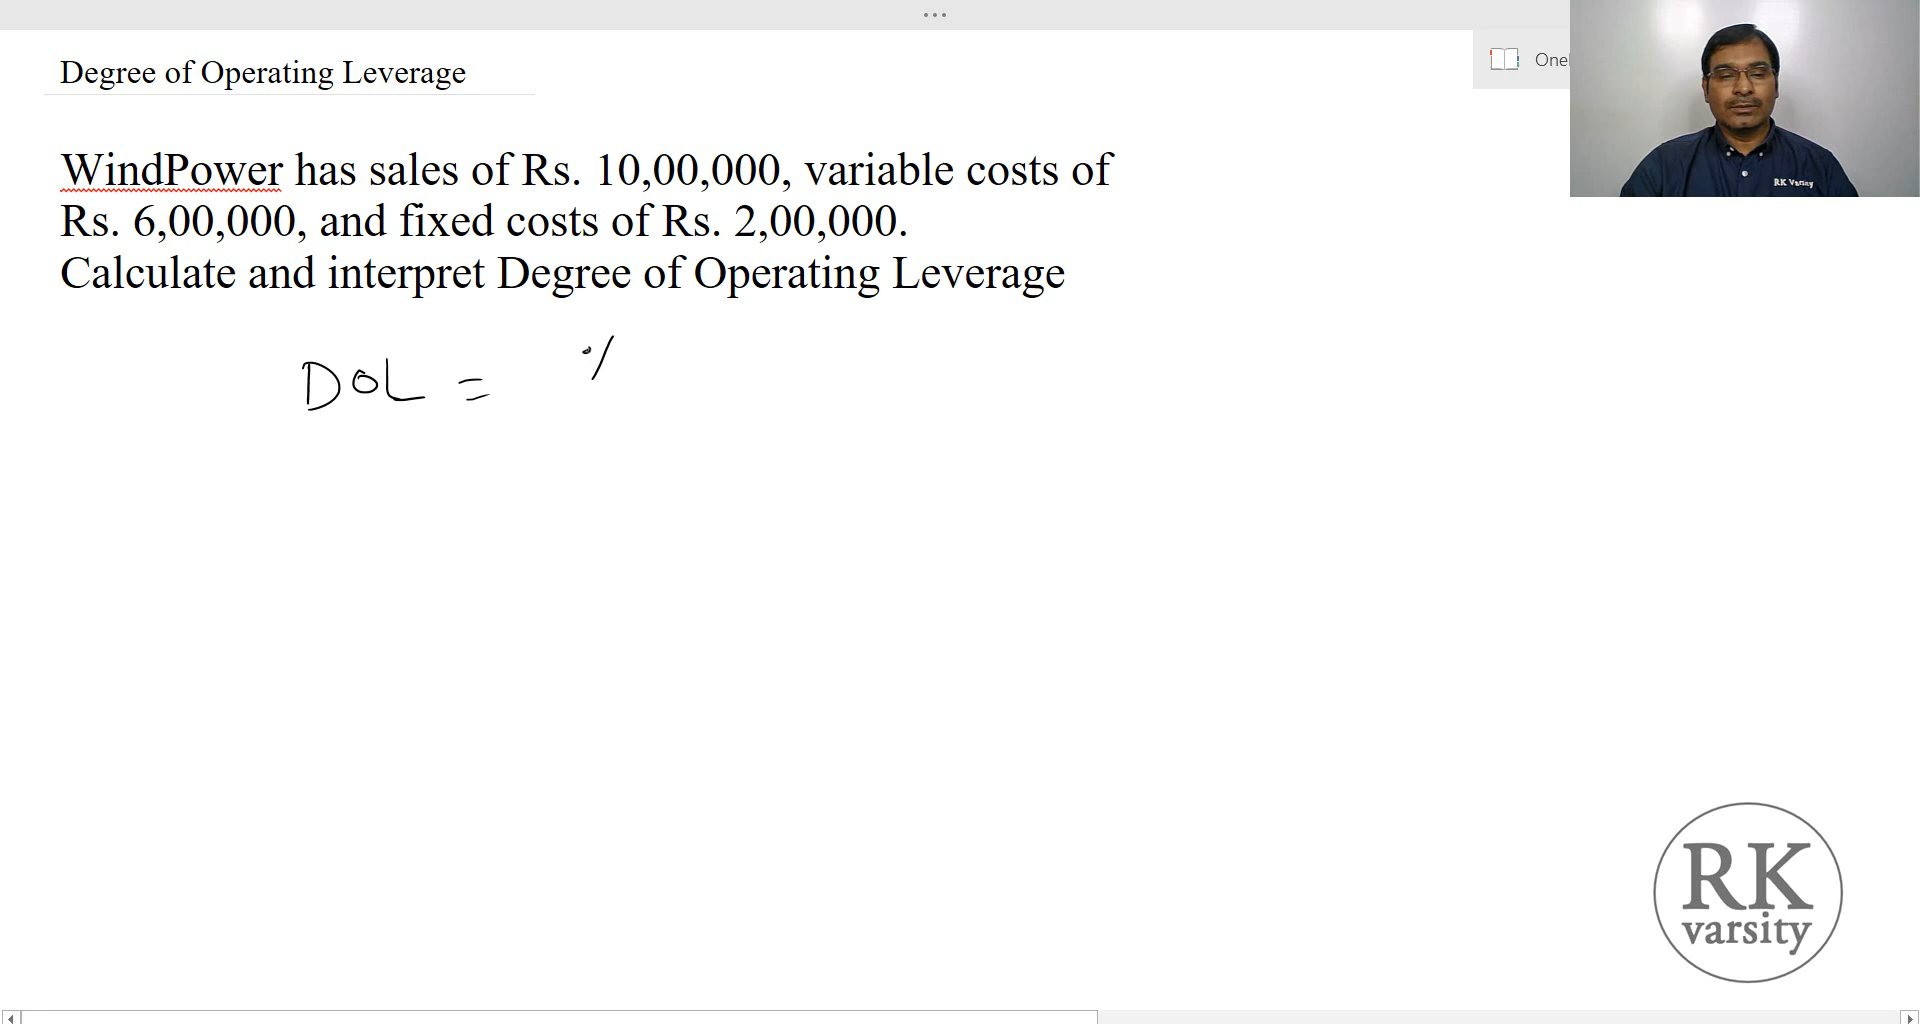 Degree of Operating Leverage
One
WindPower has sales of Rs. 10,00,000, variable costs of
Rs. 6,00,000, and fixed costs of Rs. 2,00,000.
Calculate and interpret Degree of Operating Leverage
DOL = %
RK Varsity
RK
varsity